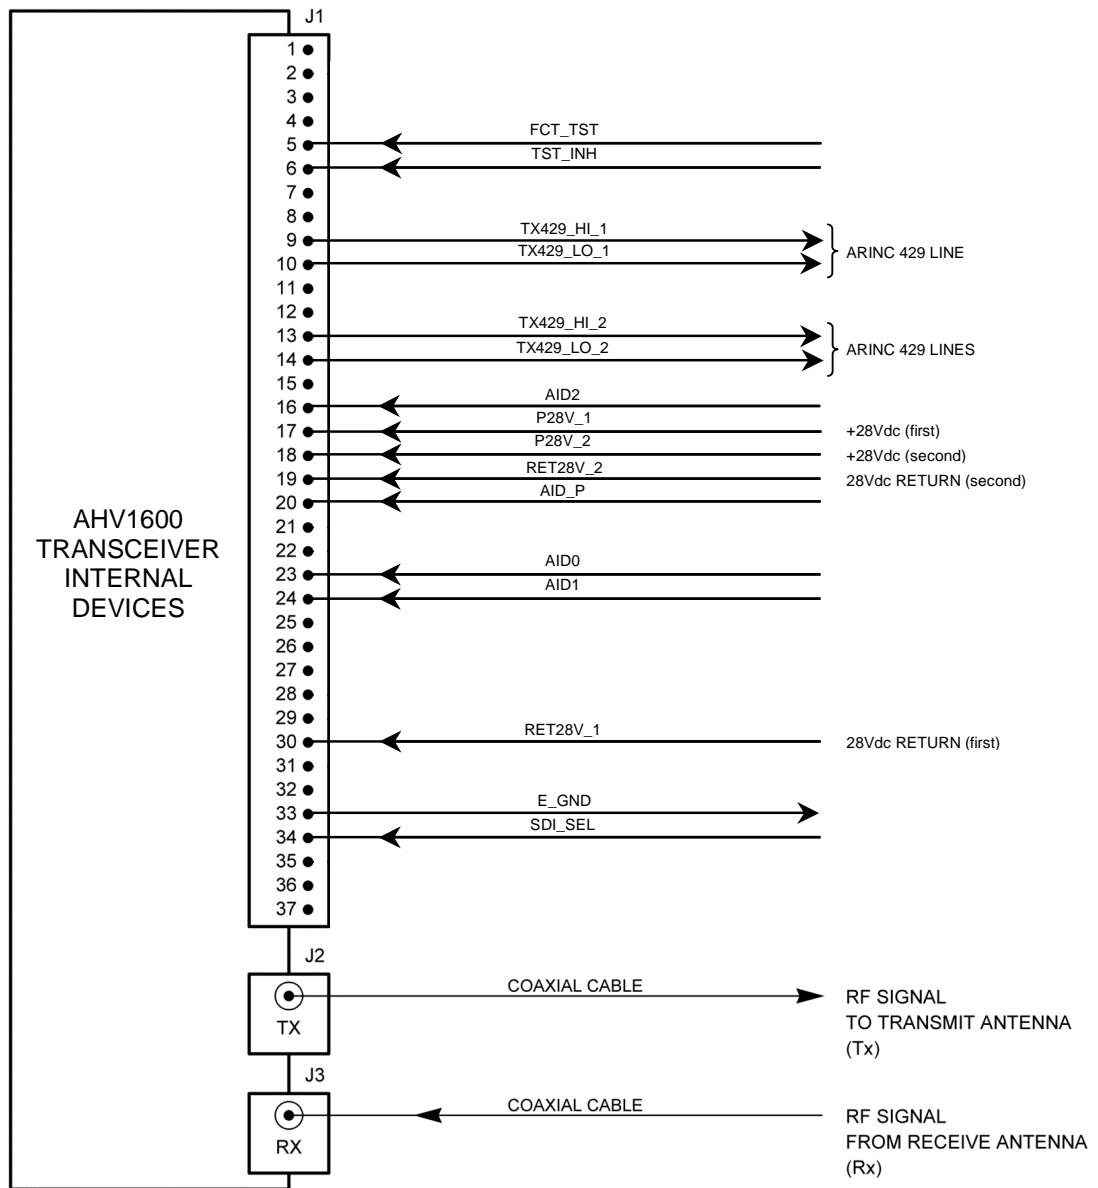 J1
1
2
3
4
5 FCT_TST
6 TST_INH
7
8
9 TX429_HI_1
10 TX429_LO_1
ARINC 429 LINE
11
12
13 TX429_HI_2
14 TX429_LO_2
ARINC 429 LINES
15
16 AID2
17 P28V_1 +28Vdc (first)
18 P28V_2 +28Vdc (second)
19 RET28V_2 28Vdc RETURN (second)
20 AID_P
21
22
23 AID0
24 AID1
25
26
27
28
29
30 RET28V_1 28Vdc RETURN (first)
31
32
33 E_GND
34 SDI_SEL
35
36
37
AHV1600
TRANSCEIVER
INTERNAL
DEVICES
J2
TX
COAXIAL CABLE
RF SIGNAL
TO TRANSMIT ANTENNA
(Tx)
J3
RX
COAXIAL CABLE
RF SIGNAL
FROM RECEIVE ANTENNA
(Rx)